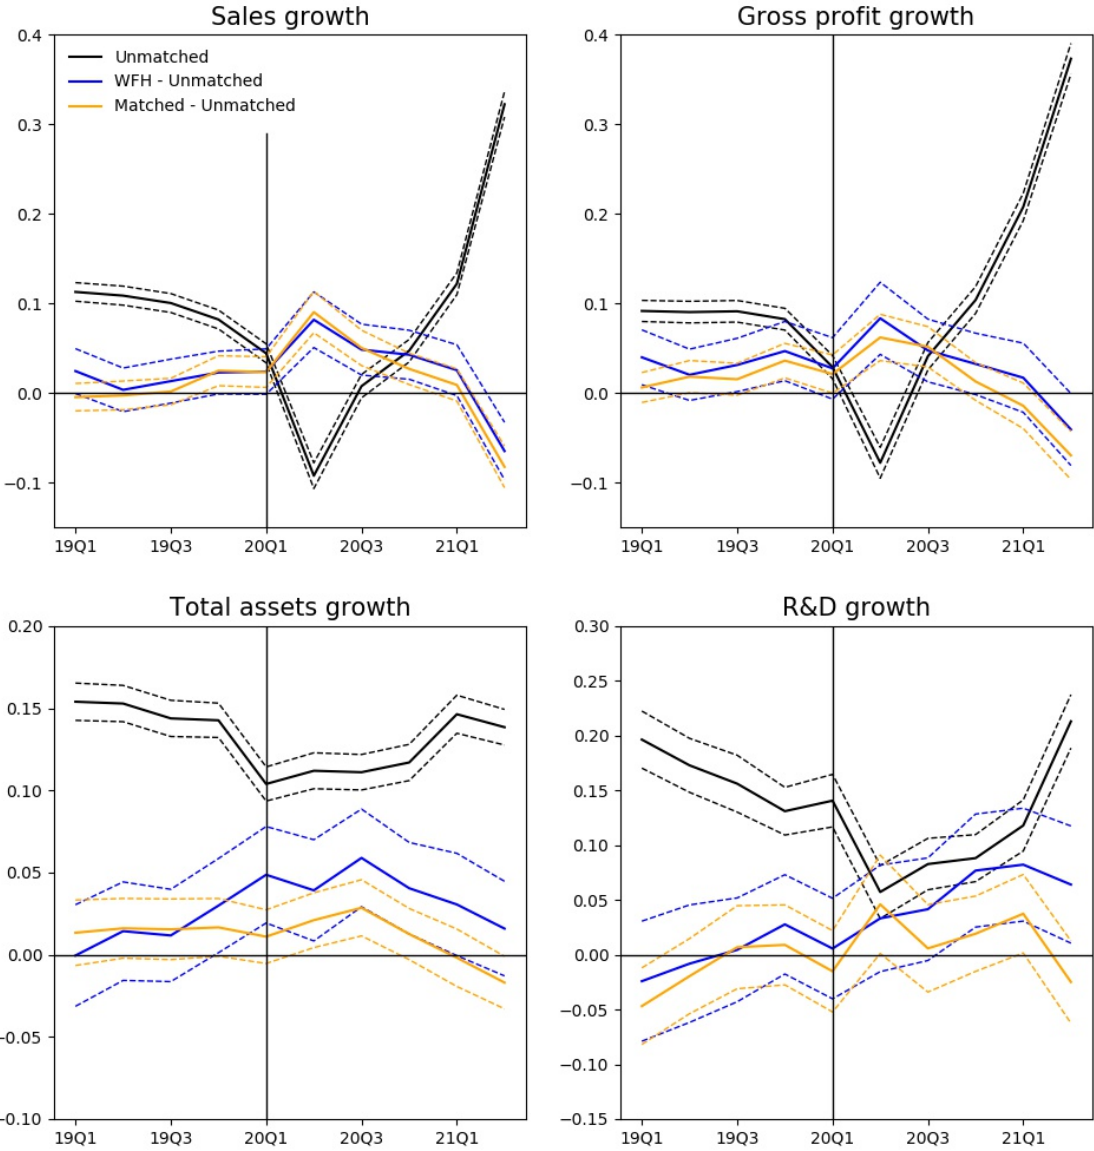 Sales growth
0.4
0.3
0.2
0.1
0.0
−0.1
Unmatched
WFH - Unmatched
Matched - Unmatched
19Q1 19Q3 20Q1 20Q3 21Q1
Gross profit growth
0.4
0.3
0.2
0.1
0.0
−0.1
19Q1 19Q3 20Q1 20Q3 21Q1
Total assets growth
0.20
0.15
0.10
0.05
0.00
−0.05
−0.10
19Q1 19Q3 20Q1 20Q3 21Q1
R&D growth
0.30
0.25
0.20
0.15
0.10
0.05
0.00
−0.05
−0.10
−0.15
19Q1 19Q3 20Q1 20Q3 21Q1